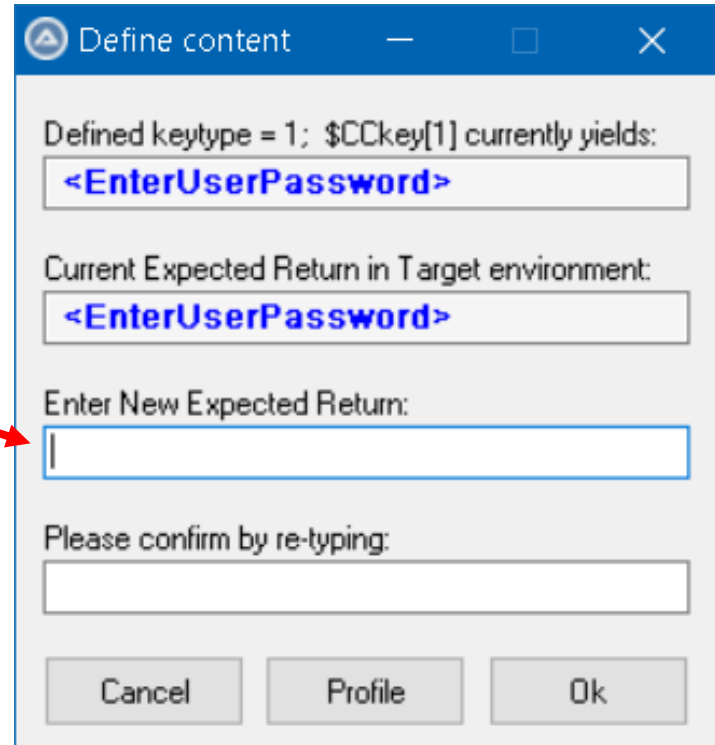 Define content
Defined keytype = 1;  $CCkey[1] currently yields:
<EnterUserPassword>
Current Expected Return in Target environment:
<EnterUserPassword>
Enter New Expected Return:
Please confirm by re-typing:
Cancel Profile Ok